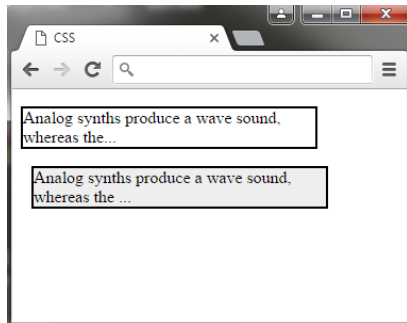 CSS
Analog synths produce a wave sound,
whereas the...
Analog synths produce a wave sound,
whereas the ...